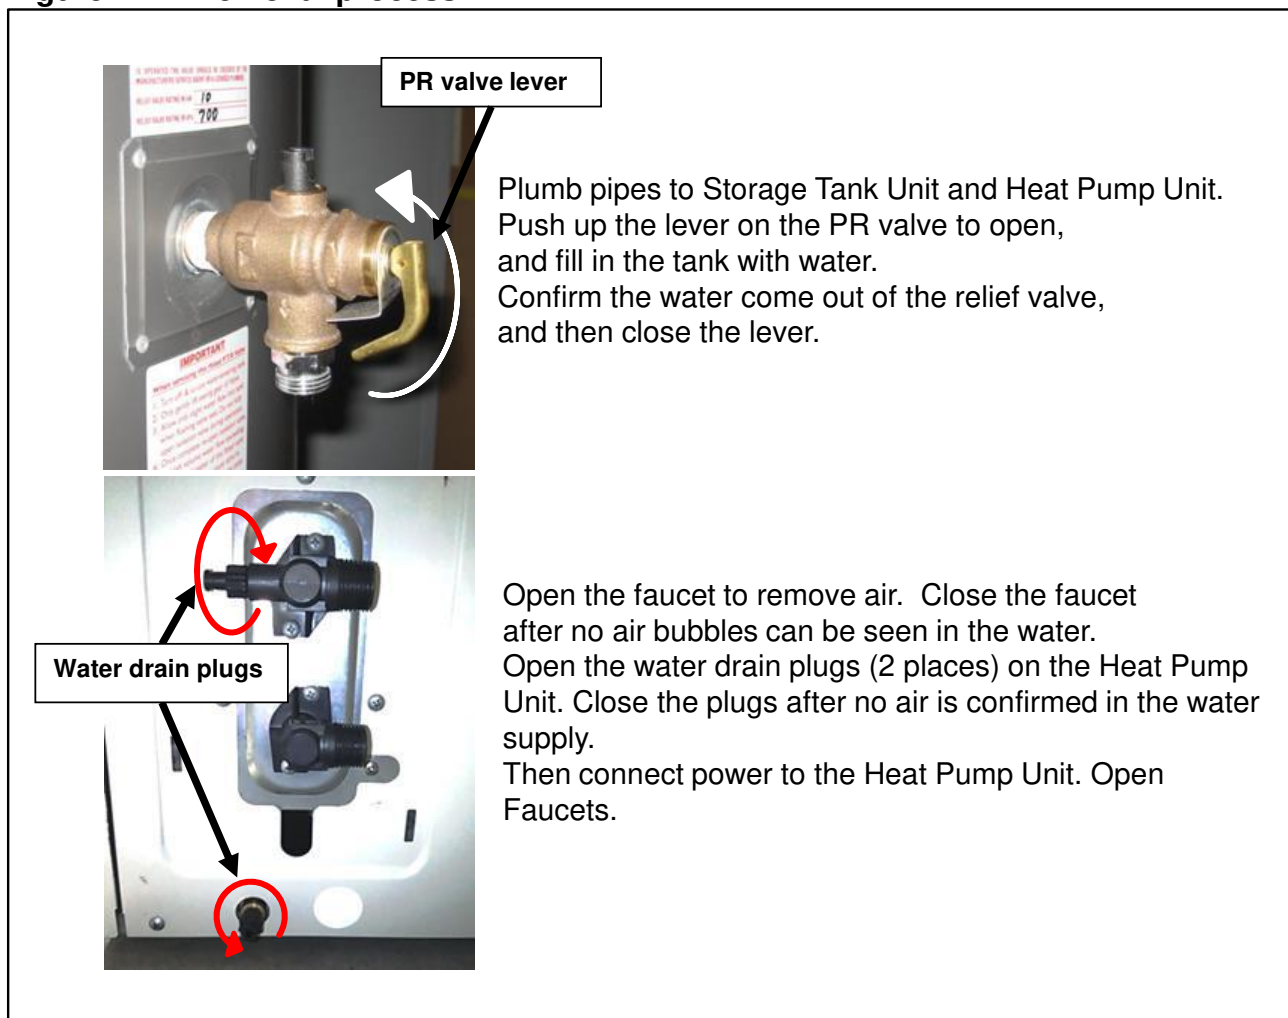 PR valve lever
10
700
Plumb pipes to Storage Tank Unit and Heat Pump Unit.
Push up the lever on the PR valve to open,
and fill in the tank with water.
Confirm the water come out of the relief valve,
and then close the lever.
IMPORTANT
Open the faucet to remove air. Close the faucet
after no air bubbles can be seen in the water.
Water drain plugs
Open the water drain plugs (2 places) on the Heat Pump
Unit. Close the plugs after no air is confirmed in the water
supply.
Then connect power to the Heat Pump Unit. Open
Faucets.